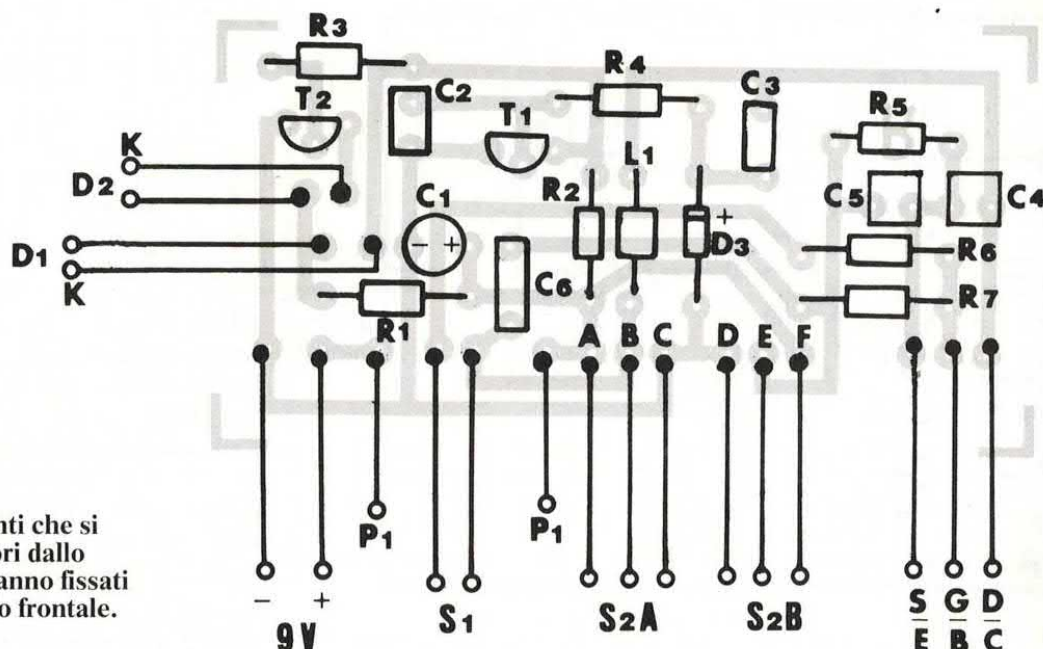 R3
R4
C3
C2
T2
T1
R5
K
L1
D2
R2
C5
C4
C1
- +
+
D3
D1
R6
K
C6
R7
R1
A B C D E F
nti che si
ori dallo
anno fissati
o frontale.
P1
P1
- +
9V
S1
S2A
S2B
S G D
E B C